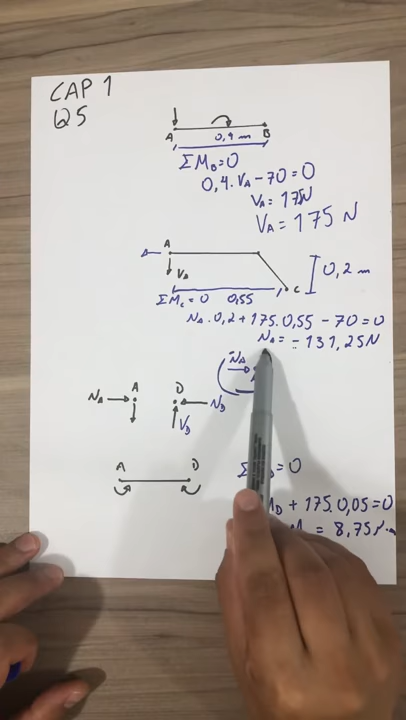 CAP 1
Q5
A 0,4 m B
ΣM_B = 0
0,4 . V_A - 70 = 0
V_A = 175N
V_A = 175 N
A
V_A
0,2 m
C
ΣM_C = 0 0,55
N_A . 0,2 + 175 . 0,55 - 70 = 0
N_A = - 131,25N
N_A
N_A A D N_D
V_D
A D
= 0
M_D + 175 . 0,05 = 0
= 8,75N.m